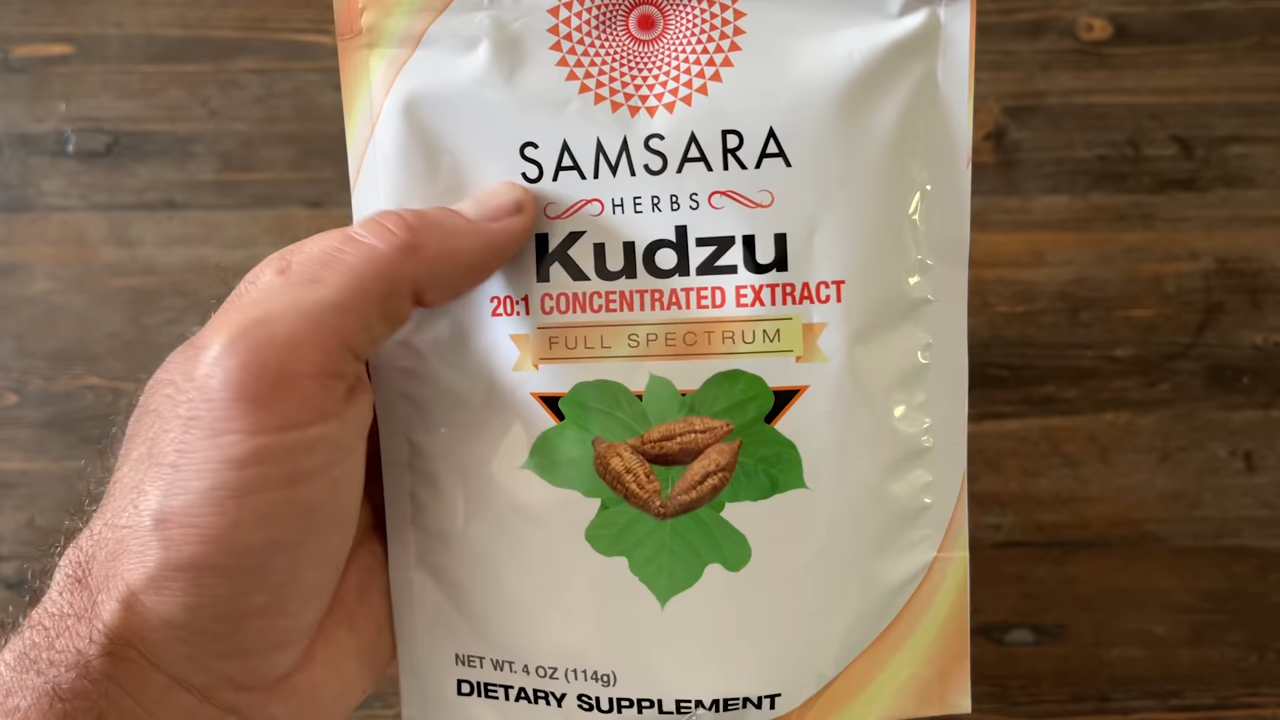 SAMSARA
HERBS
Kudzu
20:1 CONCENTRATED EXTRACT
FULL SPECTRUM
NET WT. 4 OZ (114g)
DIETARY SUPPLEMENT